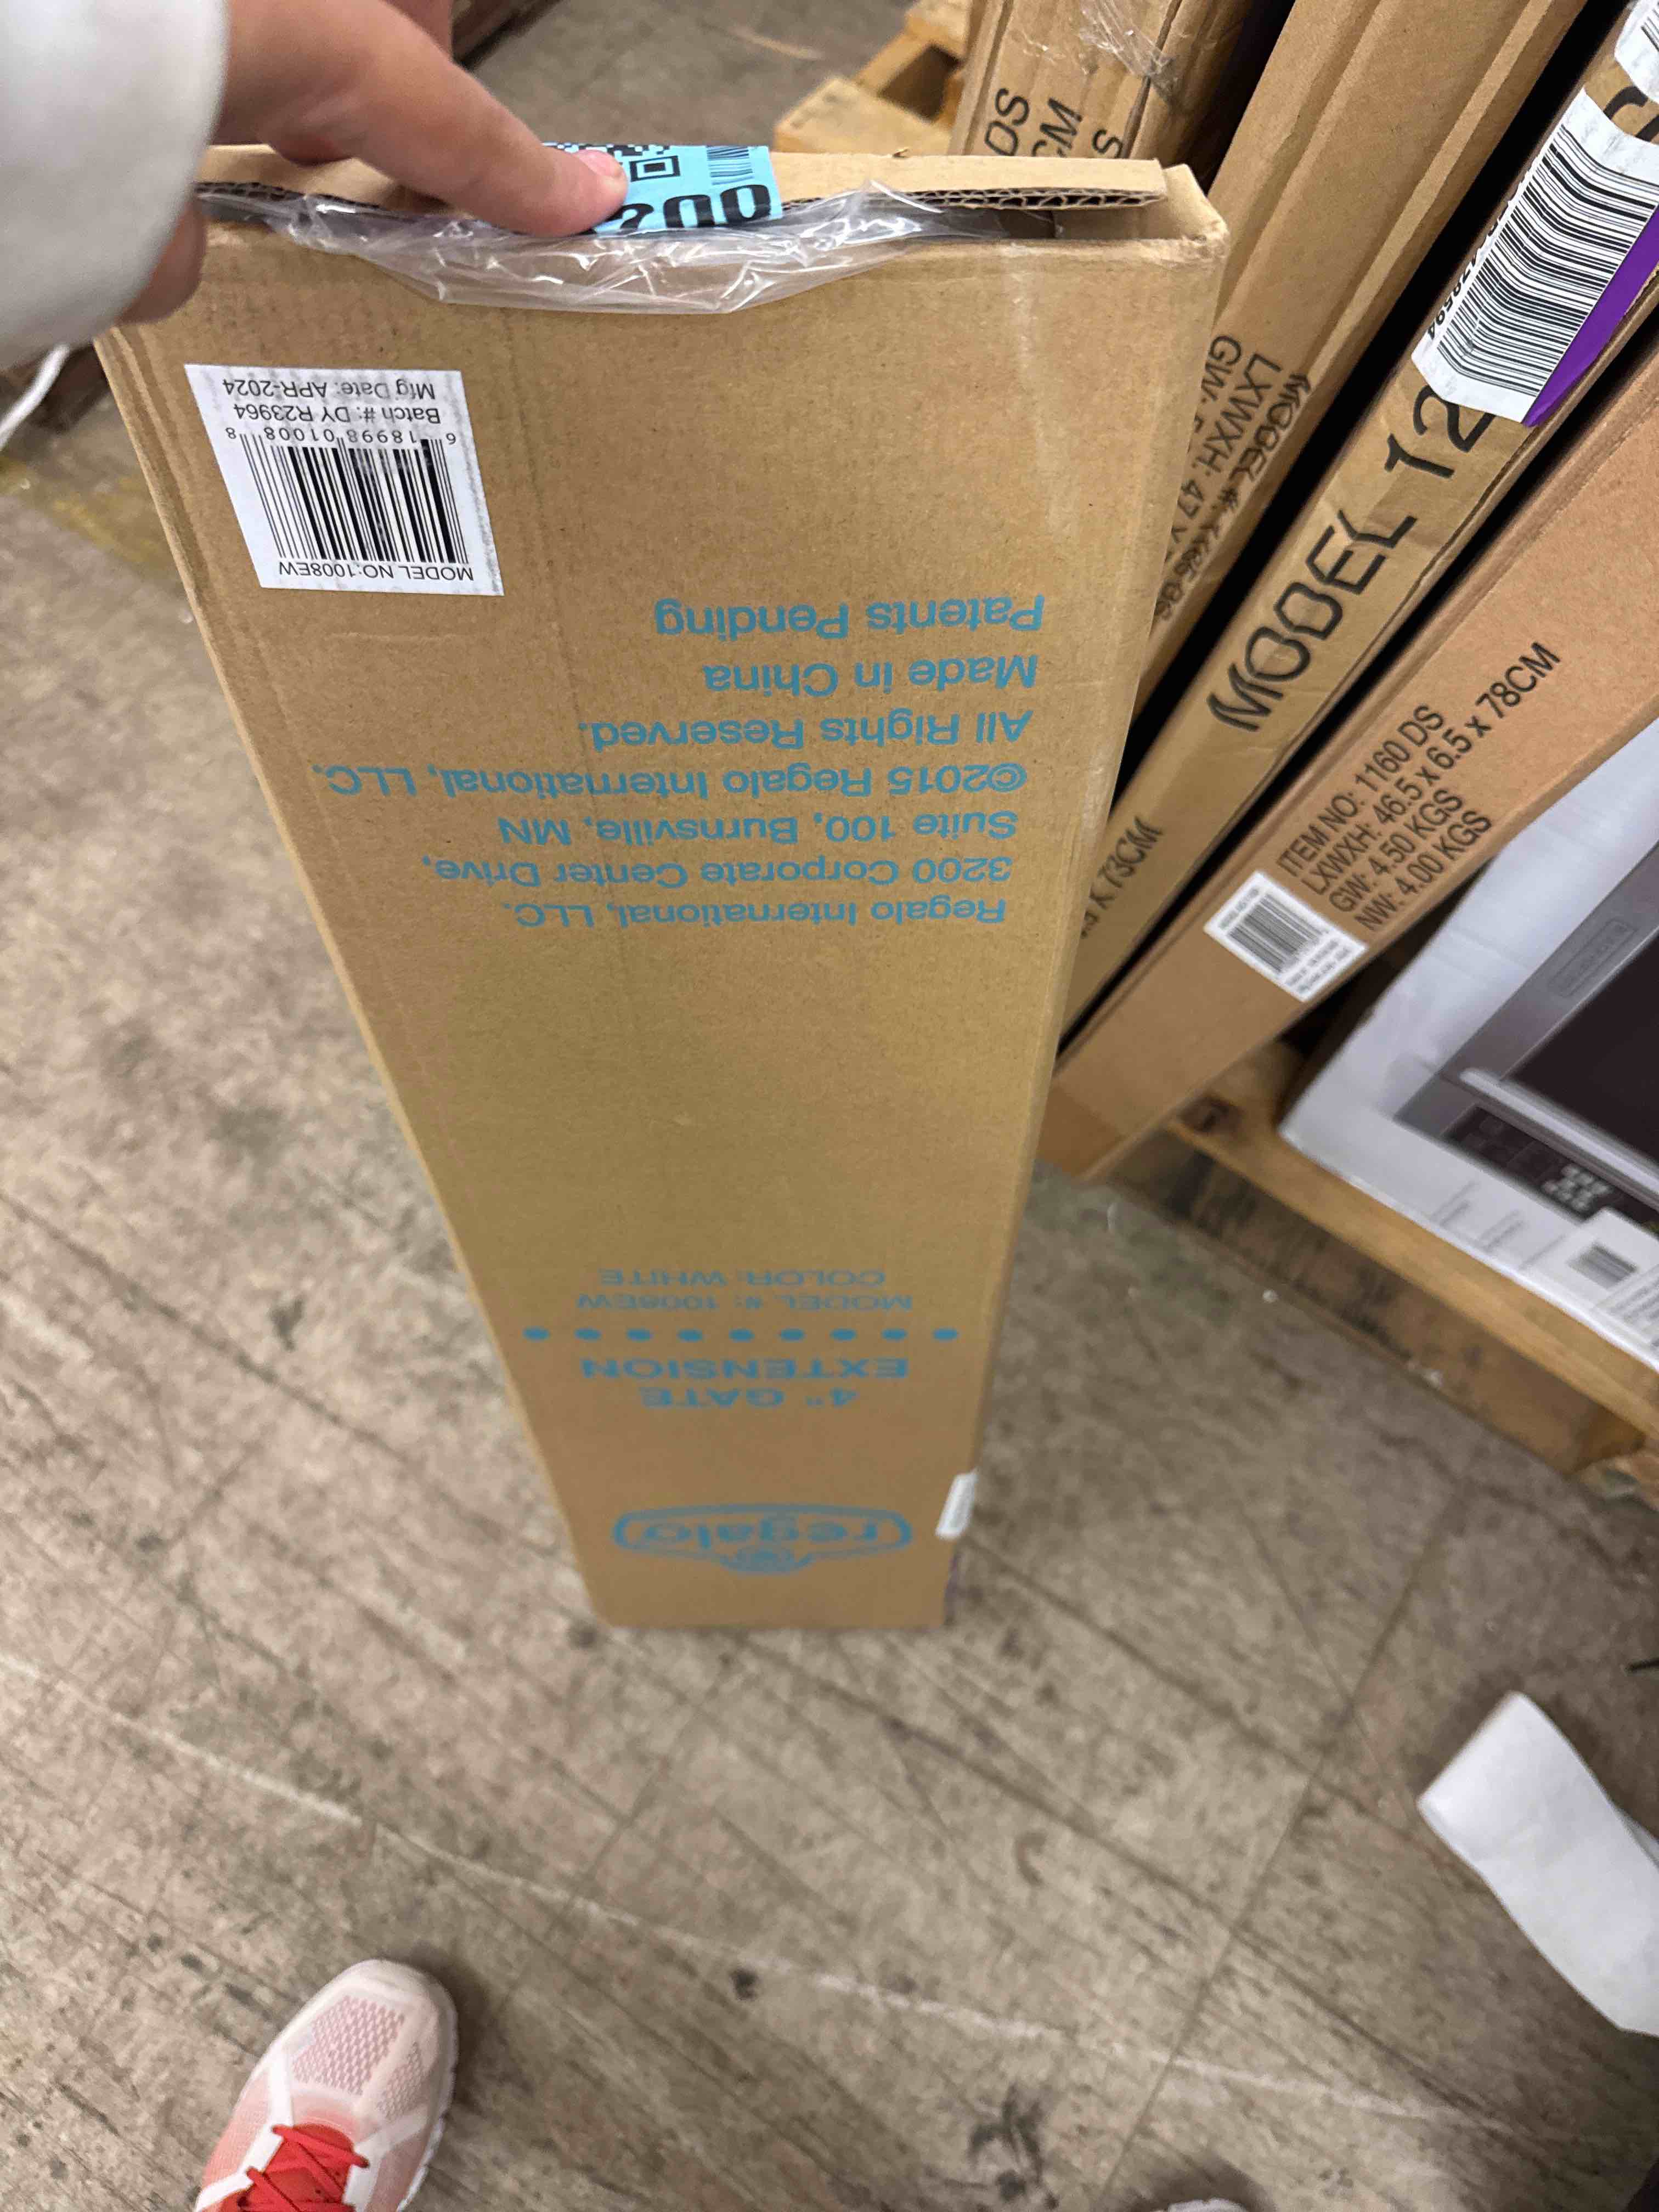 regalo
4" GATE
EXTENSION
MODEL #: 1008EW
COLOR: WHITE
Regalo International, LLC.
3200 Corporate Center Drive,
Suite 100, Burnsville, MN
©2015 Regalo International, LLC.
All Rights Reserved.
Made in China
Patents Pending
MODEL NO:1008EW
6 18998 01008 8
Batch #: DY R23964
Mfg Date: APR-2024
ITEM NO: 1160 DS
LXWXH: 46.5 x 6.5 x 78CM
GW: 4.50 KGS
NW: 4.00 KGS
MODEL 12
X 73CM
MODEL #:
LXWXH: 47 x
GW:
DS
CM
S